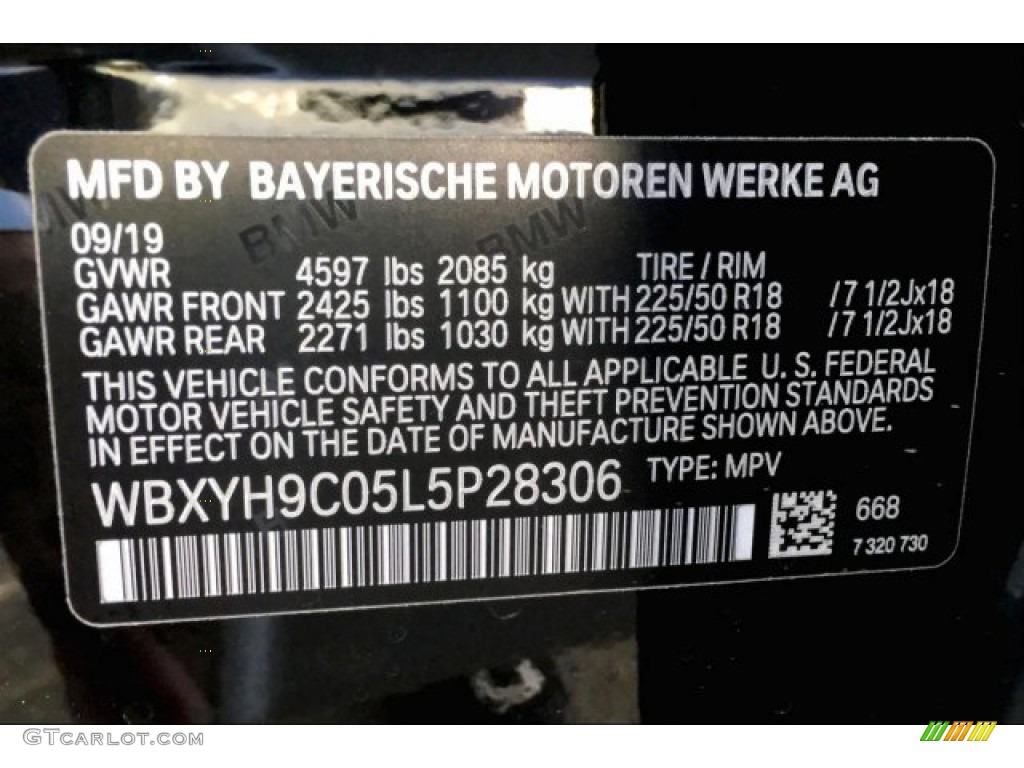 MFD BY BAYERISCHE MOTOREN WERKE AG
09/19
GVWR 4597 lbs 2085 kg TIRE / RIM
GAWR FRONT 2425 lbs 1100 kg WITH 225/50 R18 /7 1/2Jx18
GAWR REAR 2271 lbs 1030 kg WITH 225/50 R18 /7 1/2Jx18
THIS VEHICLE CONFORMS TO ALL APPLICABLE U. S. FEDERAL
MOTOR VEHICLE SAFETY AND THEFT PREVENTION STANDARDS
IN EFFECT ON THE DATE OF MANUFACTURE SHOWN ABOVE.
WBXYH9C05L5P28306 TYPE: MPV
668
7 320 730
BMW BMW BMW
GTCARLOT.COM